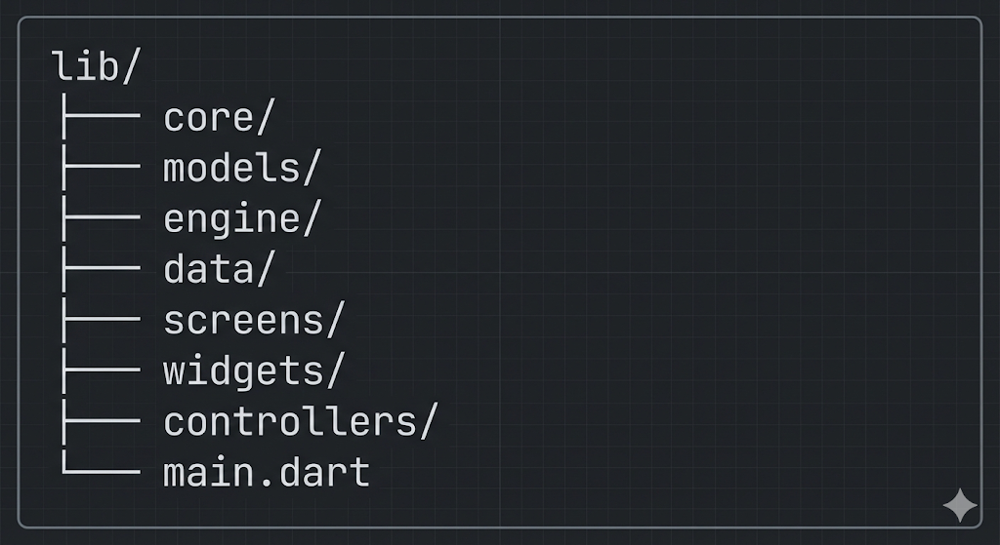 lib/
├── core/
├── models/
├── engine/
├── data/
├── screens/
├── widgets/
├── controllers/
└── main.dart